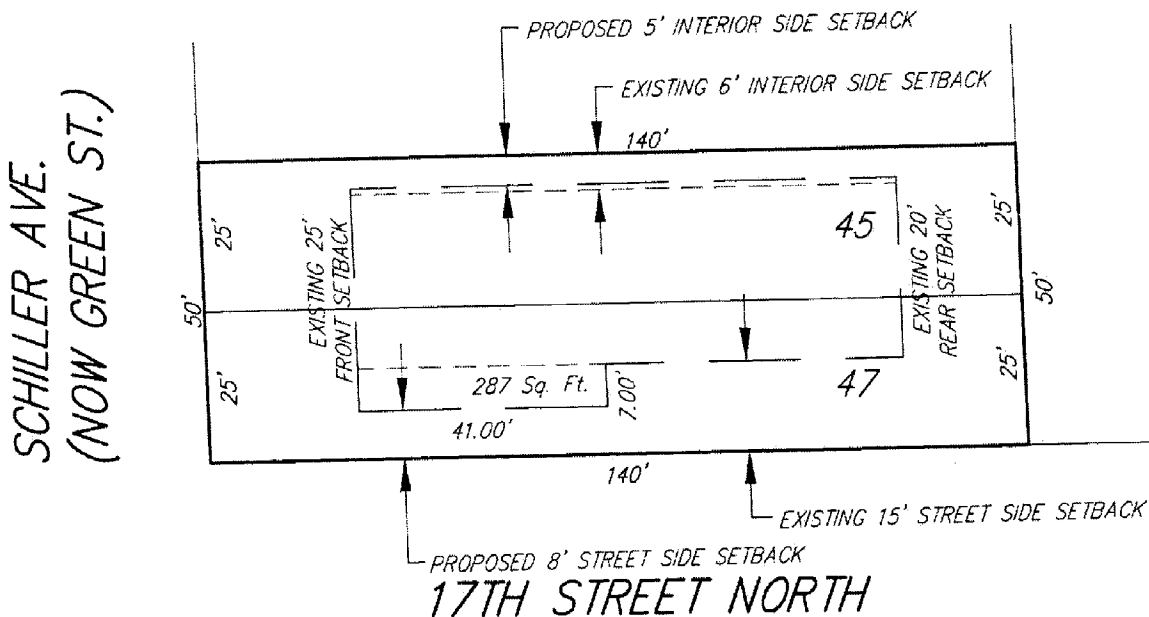 PROPOSED 5' INTERIOR SIDE SETBACK
EXISTING 6' INTERIOR SIDE SETBACK
140'
SCHILLER AVE.
(NOW GREEN ST.)
25'
EXISTING 25'
FRONT SETBACK
45
EXISTING 20'
REAR SETBACK
25'
50'
50'
25'
287 Sq. Ft.
7.00'
47
25'
41.00'
140'
EXISTING 15' STREET SIDE SETBACK
PROPOSED 8' STREET SIDE SETBACK
17TH STREET NORTH